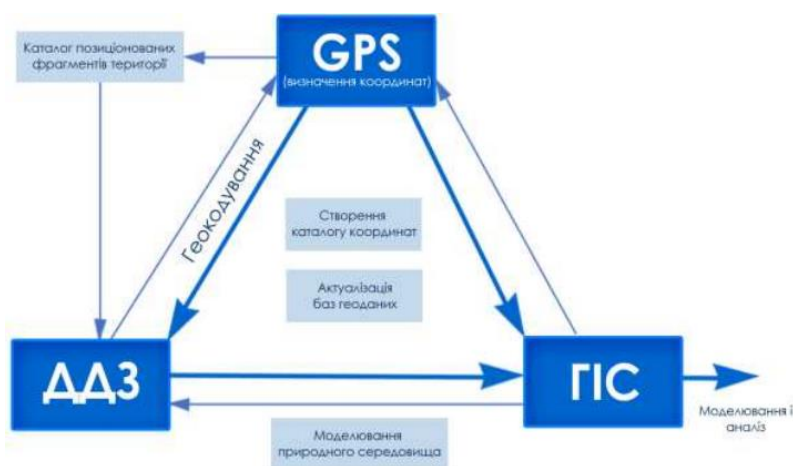 Каталог позиціонованих
фрагментів території
GPS
(визначення координат)
Геокодування
Створення
каталогу координат
Актуалізація
баз геоданих
ДДЗ
ГІС
Моделювання
природного середовища
Моделювання і
аналіз